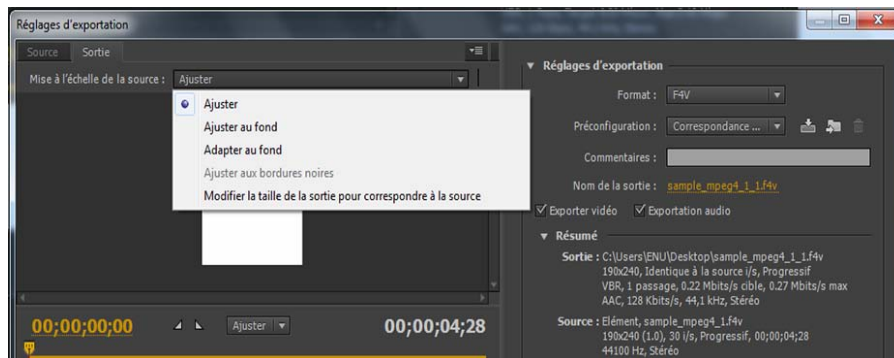 Réglages d'exportation
Source Sortie
Mise à l'échelle de la source : Ajuster
Ajuster
Ajuster au fond
Adapter au fond
Ajuster aux bordures noires
Modifier la taille de la sortie pour correspondre à la source
00;00;00;00 Ajuster 00;00;04;28
Réglages d'exportation
Format : F4V
Préconfiguration : Correspondance ...
Commentaires :
Nom de la sortie : sample_mpeg4_1_1.f4v
Exporter vidéo Exportation audio
Résumé
Sortie : C:\Users\ENU\Desktop\sample_mpeg4_1_1.f4v
190x240, Identique à la source i/s, Progressif
VBR, 1 passage, 0.22 Mbits/s cible, 0.27 Mbits/s max
AAC, 128 Kbits/s, 44,1 kHz, Stéréo
Source : Elément, sample_mpeg4_1.f4v
190x240 (1.0), 30 i/s, Progressif, 00;00;04;28
44100 Hz, Stéréo